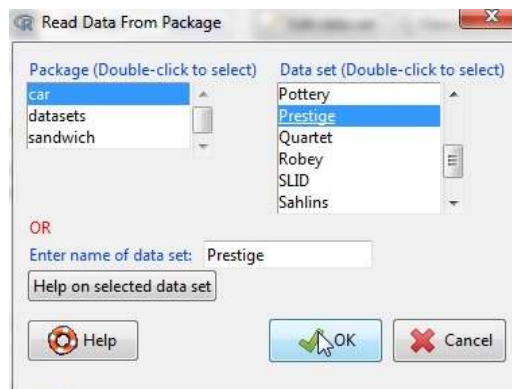 Read Data From Package
Package (Double-click to select)
car
datasets
sandwich
Data set (Double-click to select)
Pottery
Prestige
Quartet
Robey
SLID
Sahlins
OR
Enter name of data set: Prestige
Help on selected data set
Help
OK
Cancel